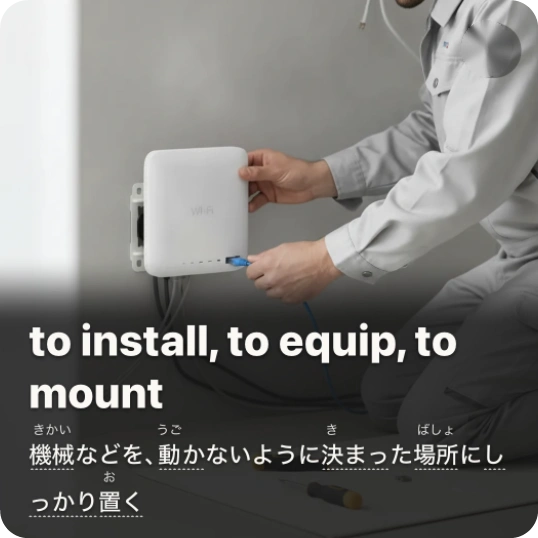 Wi-Fi
to install, to equip, to
mount
機械などを、動かないように決まった場所にし
っかり置く
きかい
うご
き
ばしょ
お